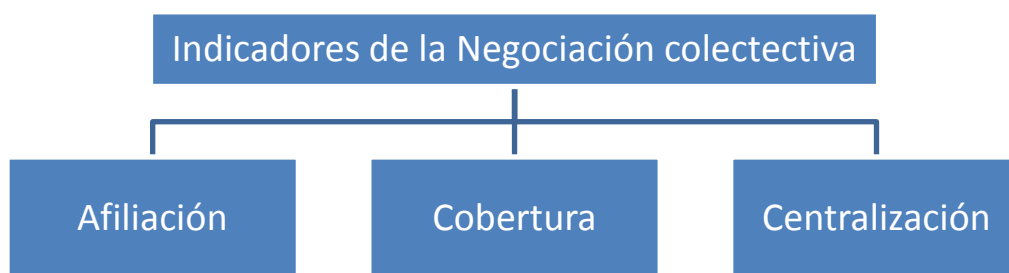 Indicadores de la Negociación colectectiva
Afiliación
Cobertura
Centralización